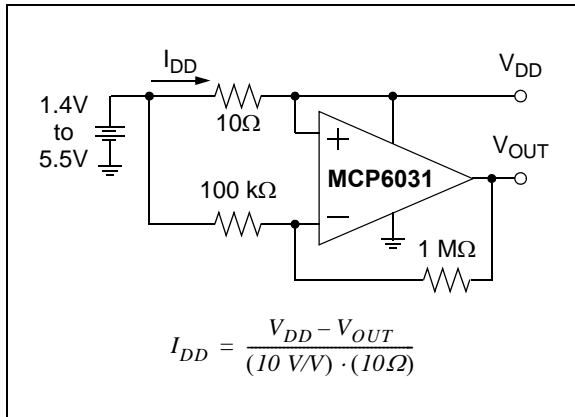 I_DD
V_DD
1.4V
to
5.5V
10Ω
V_OUT
+
MCP6031
100 kΩ
−
1 MΩ
I_DD = (V_DD – V_OUT) / ((10 V/V) · (10Ω))